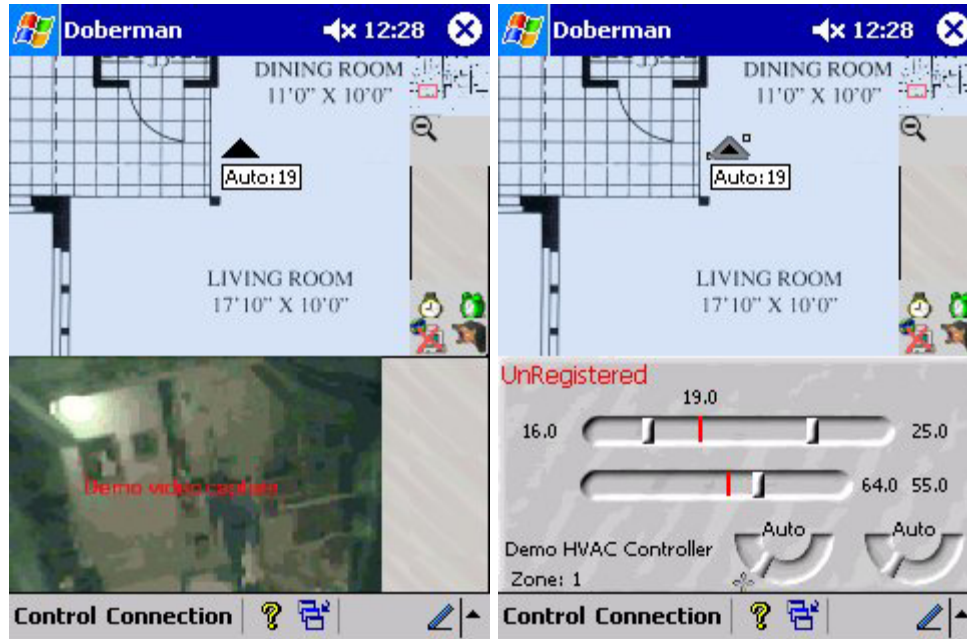 Doberman 12:28
DINING ROOM
11'0" X 10'0"
Auto:19
LIVING ROOM
17'10" X 10'0"
Demo video capture
Control Connection
Doberman 12:28
DINING ROOM
11'0" X 10'0"
Auto:19
LIVING ROOM
17'10" X 10'0"
UnRegistered
19.0
16.0 25.0
64.0 55.0
Auto Auto
Demo HVAC Controller
Zone: 1
Control Connection